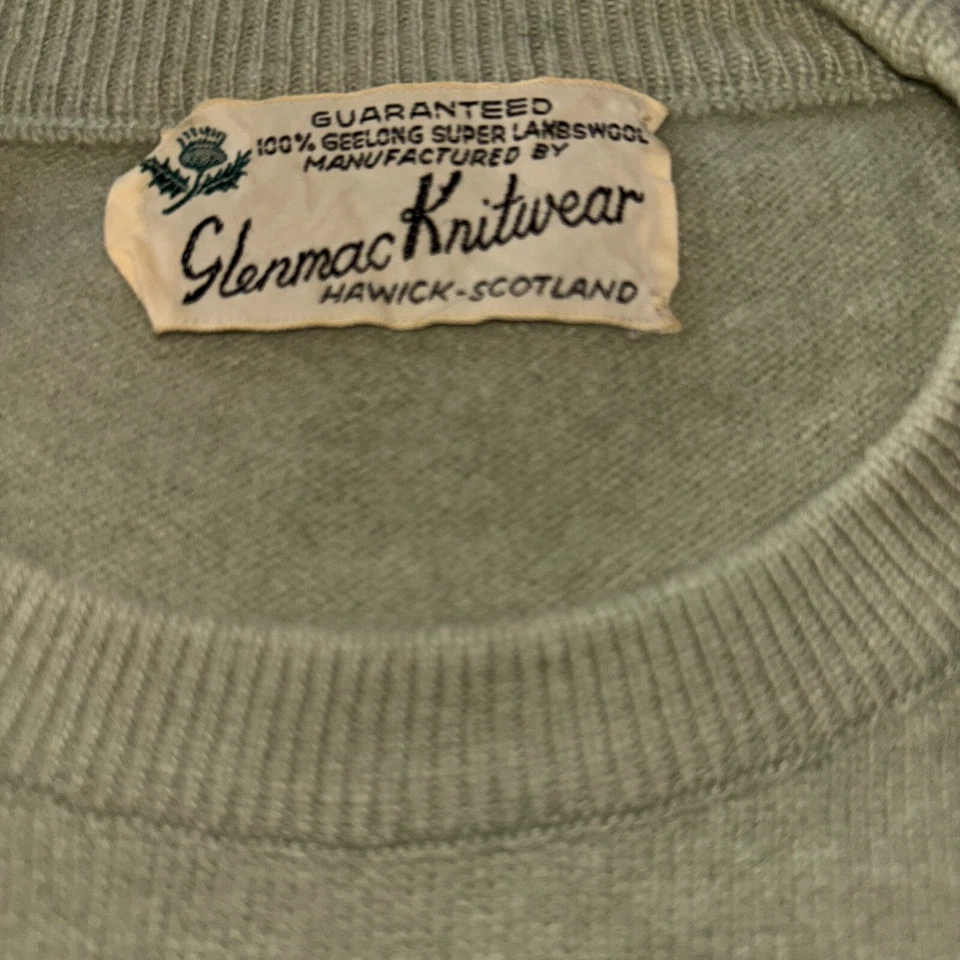 GUARANTEED
100% GEELONG SUPER LAMBSWOOL
MANUFACTURED BY
Glenmac Knitwear
HAWICK-SCOTLAND